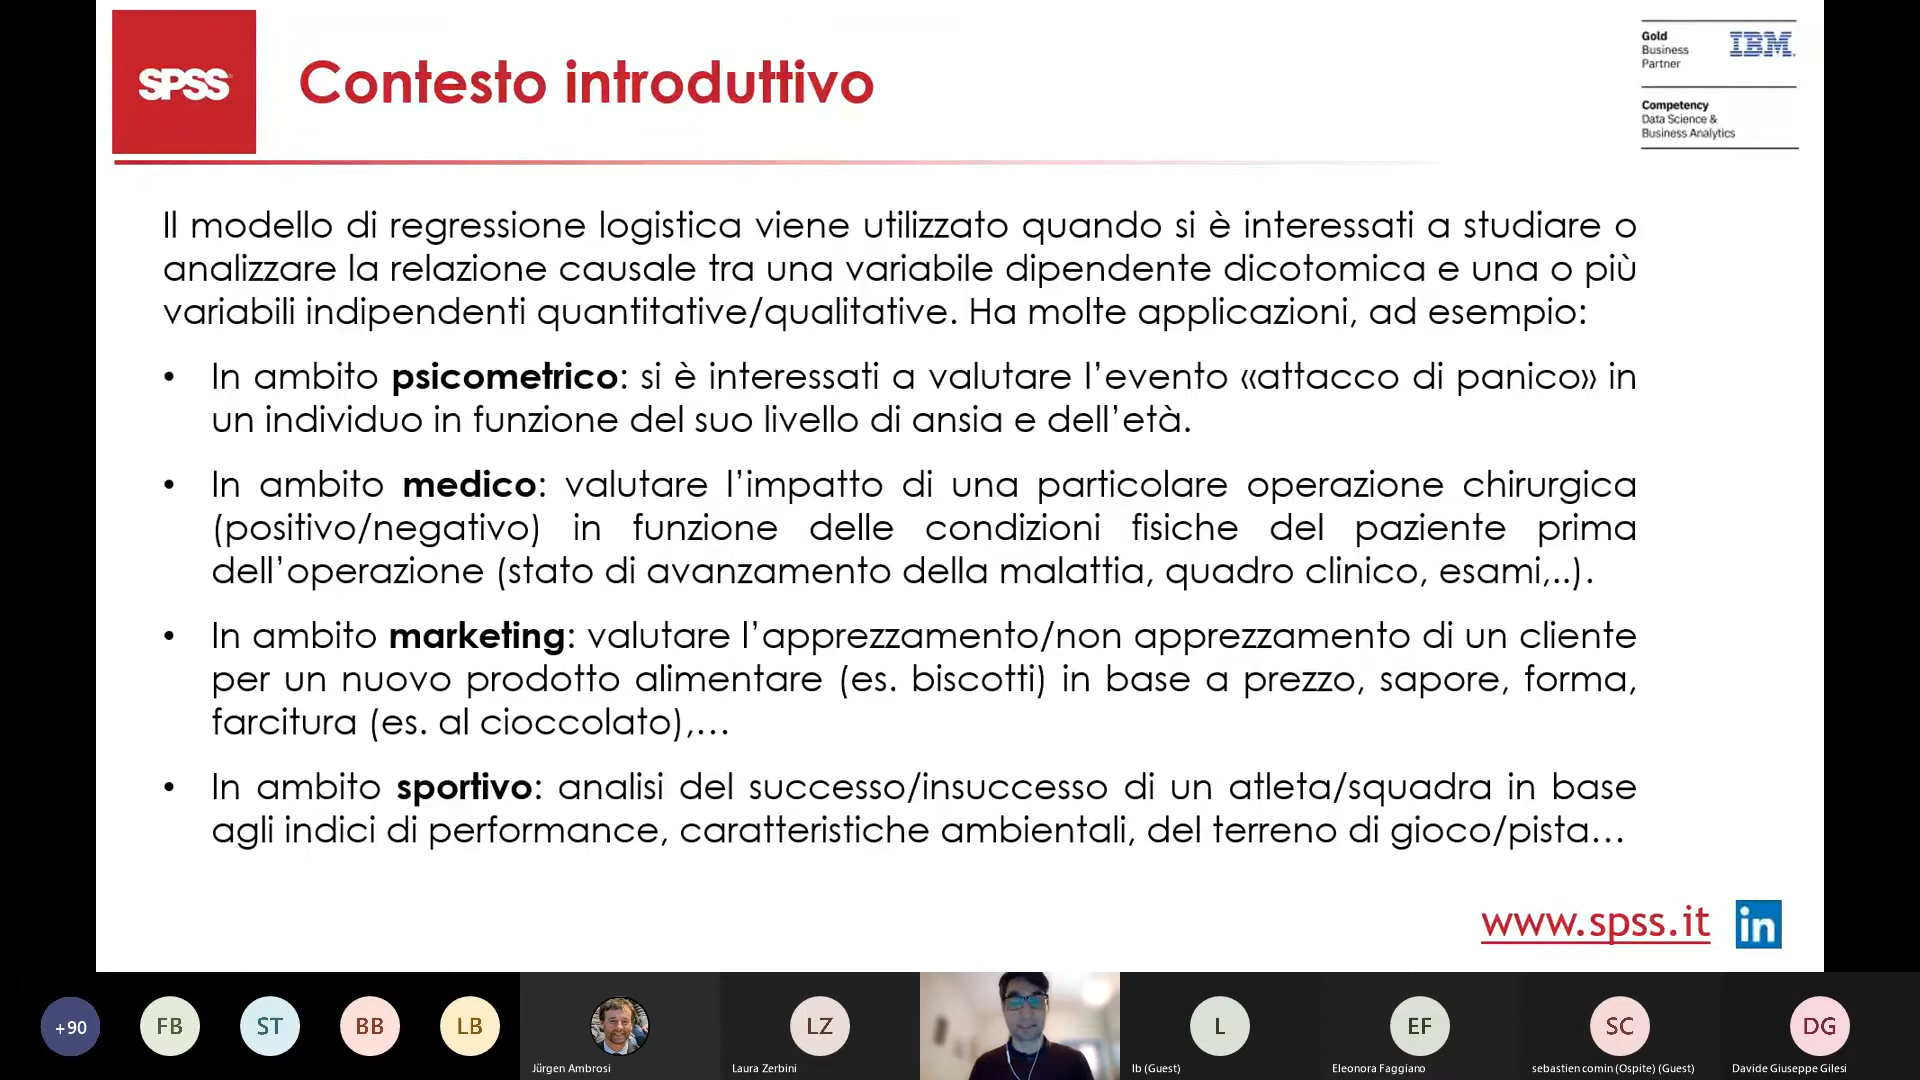 SPSS
Contesto introduttivo
Gold
Business
Partner
IBM
Competency
Data Science &
Business Analytics
Il modello di regressione logistica viene utilizzato quando si è interessati a studiare o
analizzare la relazione causale tra una variabile dipendente dicotomica e una o più
variabili indipendenti quantitative/qualitative. Ha molte applicazioni, ad esempio:
• In ambito psicometrico: si è interessati a valutare l’evento «attacco di panico» in
un individuo in funzione del suo livello di ansia e dell’età.
• In ambito medico: valutare l’impatto di una particolare operazione chirurgica
(positivo/negativo) in funzione delle condizioni fisiche del paziente prima
dell’operazione (stato di avanzamento della malattia, quadro clinico, esami,..).
• In ambito marketing: valutare l’apprezzamento/non apprezzamento di un cliente
per un nuovo prodotto alimentare (es. biscotti) in base a prezzo, sapore, forma,
farcitura (es. al cioccolato),…
• In ambito sportivo: analisi del successo/insuccesso di un atleta/squadra in base
agli indici di performance, caratteristiche ambientali, del terreno di gioco/pista…
www.spss.it
in
+90
FB
ST
BB
LB
LZ
L
EF
SC
DG
Jürgen Ambrosi
Laura Zerbini
lb (Guest)
Eleonora Faggiano
sebastien comin (Ospite) (Guest)
Davide Giuseppe Gilesi